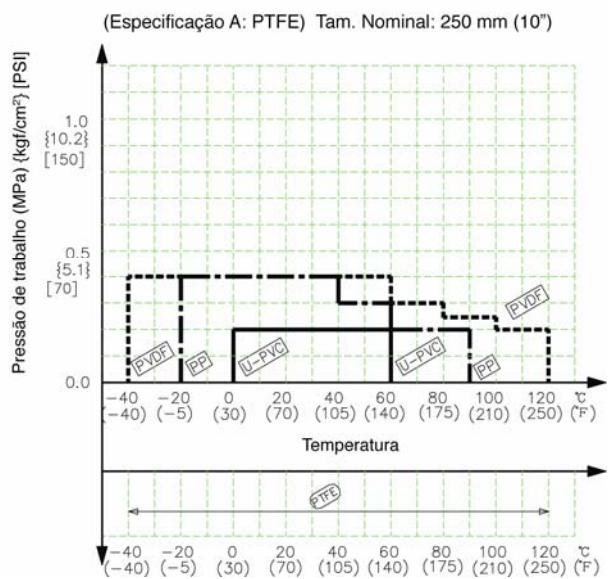 (Especificação A: PTFE) Tam. Nominal: 250 mm (10”)
Pressão de trabalho (MPa) {kgf/cm²} [PSI]
1.0
{10.2}
[150]
0.5
{5.1}
[70]
0.0
PVDF
PP
U-PVC
U-PVC
PP
PVDF
−40 −20 0 20 40 60 80 100 120 °C
(−40) (−5) (30) (70) (105) (140) (175) (210) (250) (°F)
Temperatura
PTFE
−40 −20 0 20 40 60 80 100 120 °C
(−40) (−5) (30) (70) (105) (140) (175) (210) (250) (°F)